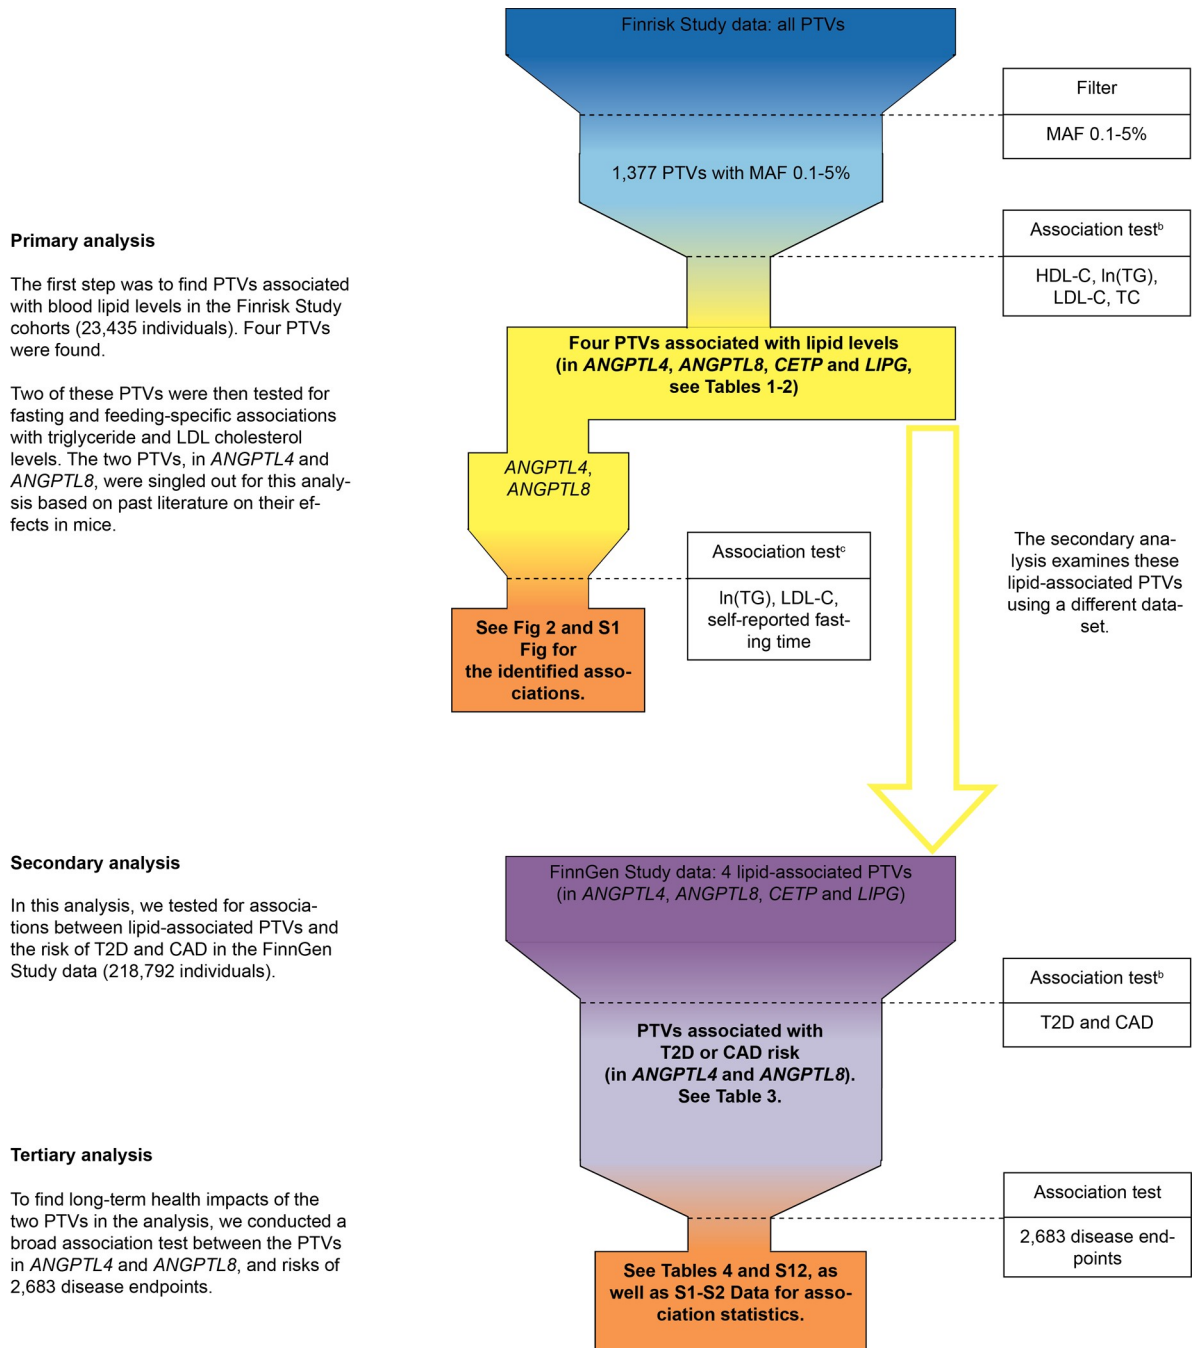 Finrisk Study data: all PTVs
Filter
MAF 0.1-5%
1,377 PTVs with MAF 0.1-5%
Association testᵇ
HDL-C, ln(TG),
LDL-C, TC
Primary analysis
The first step was to find PTVs associated
with blood lipid levels in the Finrisk Study
cohorts (23,435 individuals). Four PTVs
were found.
Two of these PTVs were then tested for
fasting and feeding-specific associations
with triglyceride and LDL cholesterol
levels. The two PTVs, in ANGPTL4 and
ANGPTL8, were singled out for this analy-
sis based on past literature on their ef-
fects in mice.
Four PTVs associated with lipid levels
(in ANGPTL4, ANGPTL8, CETP and LIPG,
see Tables 1-2)
ANGPTL4,
ANGPTL8
Association testᶜ
ln(TG), LDL-C,
self-reported fast-
ing time
See Fig 2 and S1
Fig for
the identified asso-
ciations.
The secondary ana-
lysis examines these
lipid-associated PTVs
using a different data-
set.
Secondary analysis
In this analysis, we tested for associa-
tions between lipid-associated PTVs and
the risk of T2D and CAD in the FinnGen
Study data (218,792 individuals).
FinnGen Study data: 4 lipid-associated PTVs
(in ANGPTL4, ANGPTL8, CETP and LIPG)
Association testᵇ
T2D and CAD
PTVs associated with
T2D or CAD risk
(in ANGPTL4 and ANGPTL8).
See Table 3.
Tertiary analysis
To find long-term health impacts of the
two PTVs in the analysis, we conducted a
broad association test between the PTVs
in ANGPTL4 and ANGPTL8, and risks of
2,683 disease endpoints.
Association test
2,683 disease end-
points
See Tables 4 and S12, as
well as S1-S2 Data for asso-
ciation statistics.